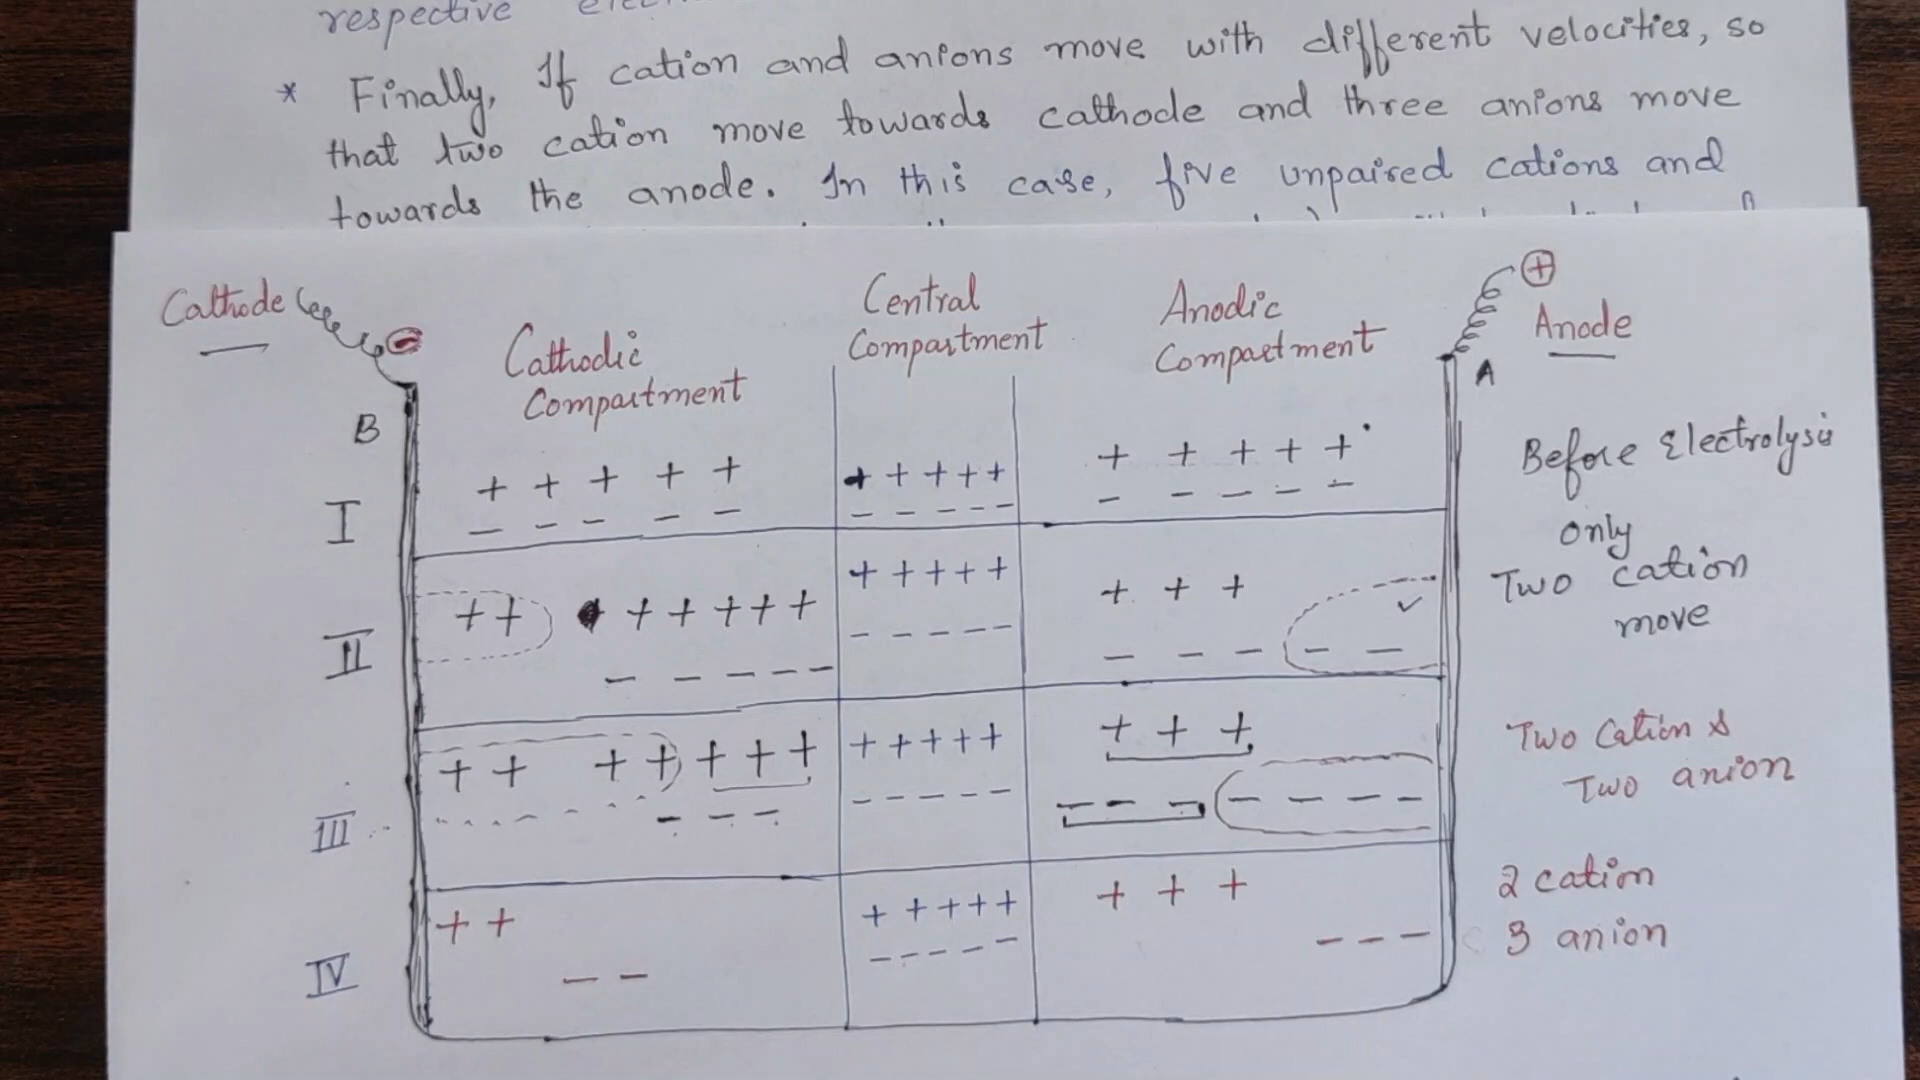 respective
* Finally, If cation and anions move with different velocities, so
that two cation move towards cathode and three anions move
towards the anode. In this case, five unpaired cations and
Cathode
Cathodic
Compartment
Central
Compartment
Anodic
Compartment
+
Anode
A
B
Before Electrolysis
+ + + + +
+ + + + +
+ + + + +
I
- - - - -
- - - - -
- - - - -
only
Two cation
move
II
+ + + + + + +
+ + + + +
+ + +
- - - - -
- - - - -
- - - - -
Two Cation &
Two anion
III
+ + + + + + +
+ + + + +
+ + +
- - -
- - - - -
- - - - - - -
2 cation
3 anion
IV
+ +
+ + + + +
+ + +
- -
- - - - -
- - -